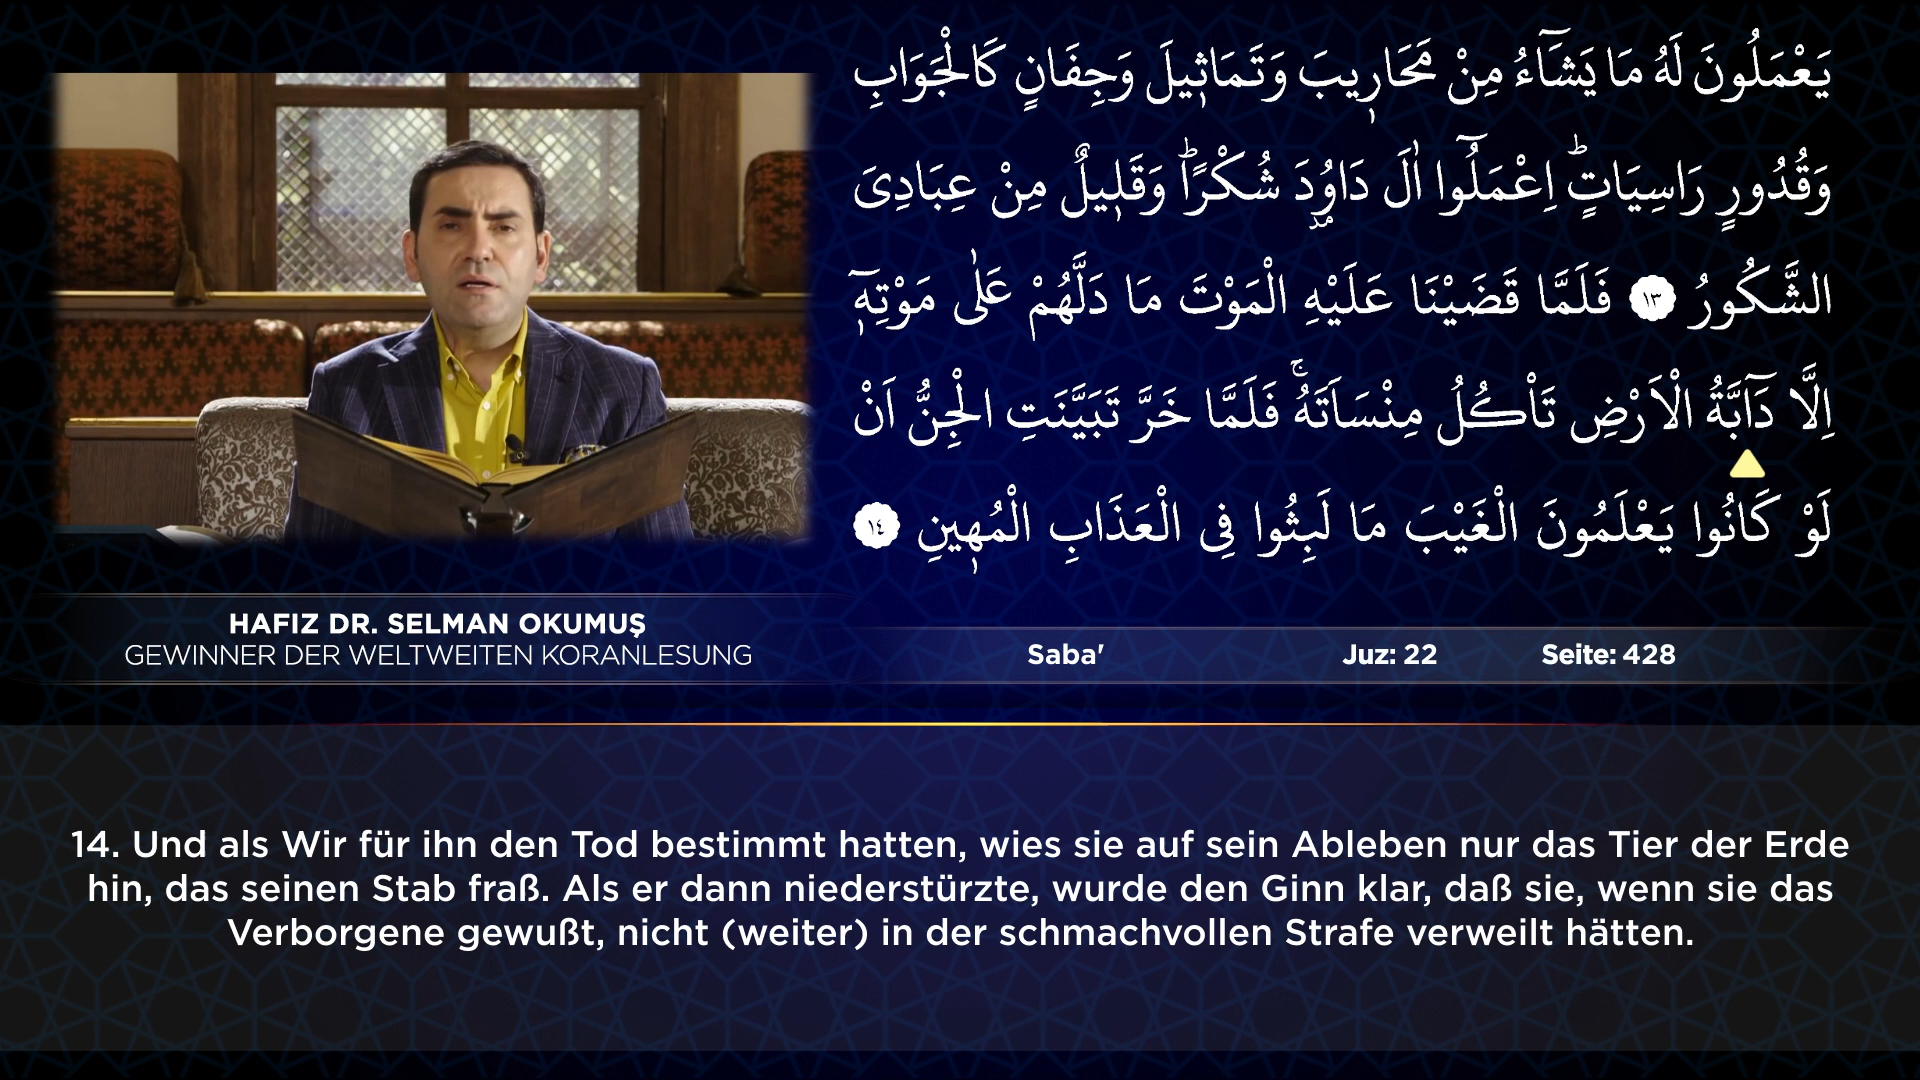 يَعْمَلُونَ لَهُ مَا يَشَٓاءُ مِنْ مَحَار۪يبَ وَتَمَاث۪يلَ وَجِفَانٍ كَالْجَوَابِ
وَقُدُورٍ رَاسِيَاتٍۜ اِعْمَلُٓوا اٰلَ دَاوُ۫دَ شُكْرًاۜ وَقَل۪يلٌ مِنْ عِبَادِيَ
الشَّكُورُ ١٣ فَلَمَّا قَضَيْنَا عَلَيْهِ الْمَوْتَ مَا دَلَّهُمْ عَلٰى مَوْتِه۪ٓ
اِلَّا دَٓابَّةُ الْاَرْضِ تَأْكُلُ مِنْسَاَتَهُۚ فَلَمَّا خَرَّ تَبَيَّنَتِ الْجِنُّ اَنْ
لَوْ كَانُوا يَعْلَمُونَ الْغَيْبَ مَا لَبِثُوا فِي الْعَذَابِ الْمُه۪ينِ ١٤
HAFIZ DR. SELMAN OKUMUŞ
GEWINNER DER WELTWEITEN KORANLESUNG
Saba' Juz: 22 Seite: 428
14. Und als Wir für ihn den Tod bestimmt hatten, wies sie auf sein Ableben nur das Tier der Erde
hin, das seinen Stab fraß. Als er dann niederstürzte, wurde den Ginn klar, daß sie, wenn sie das
Verborgene gewußt, nicht (weiter) in der schmachvollen Strafe verweilt hätten.